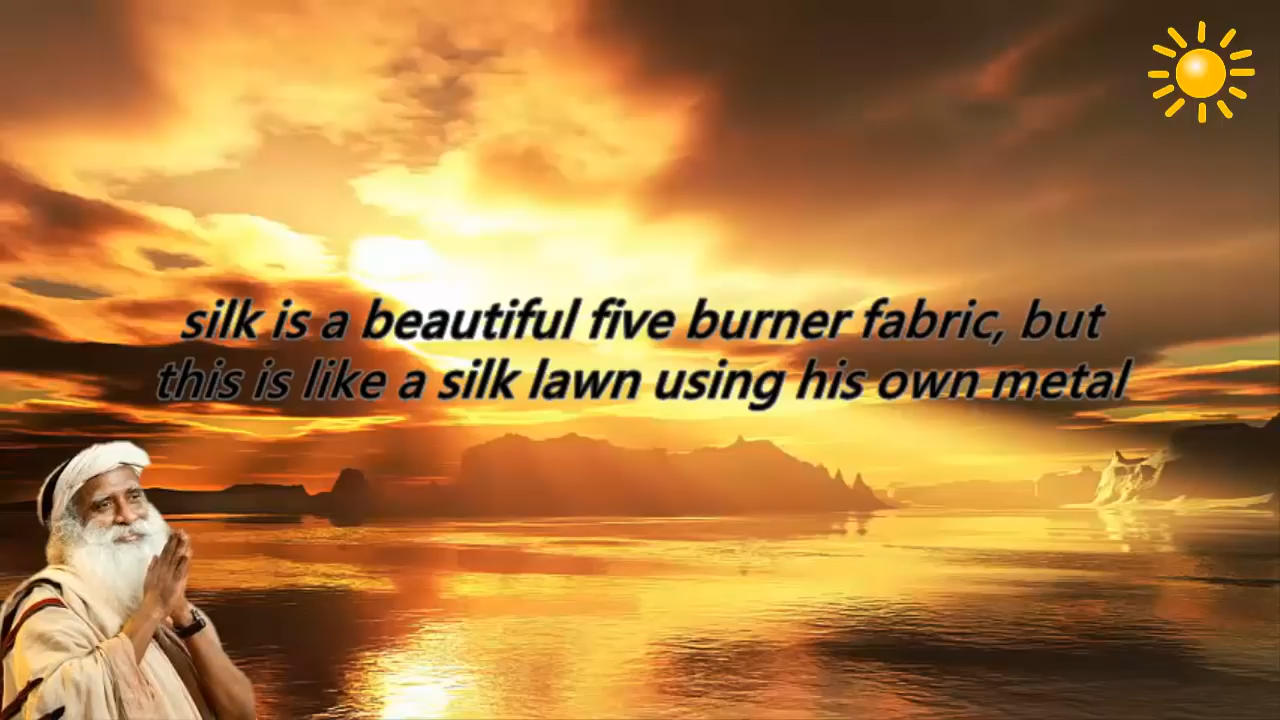 silk is a beautiful five burner fabric, but
this is like a silk lawn using his own metal